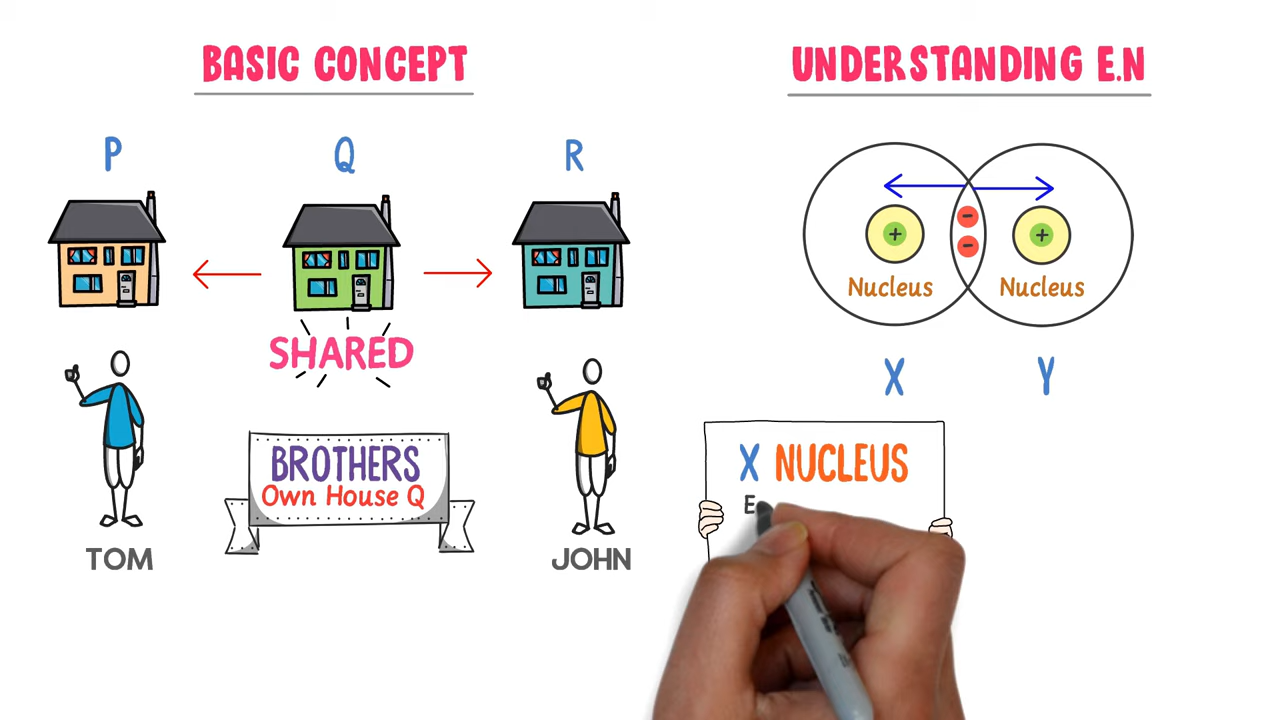 BASIC CONCEPT
P
Q
R
SHARED
BROTHERS
Own House Q
TOM
JOHN
UNDERSTANDING E.N
+
-
-
+
Nucleus
Nucleus
X
Y
X NUCLEUS
E